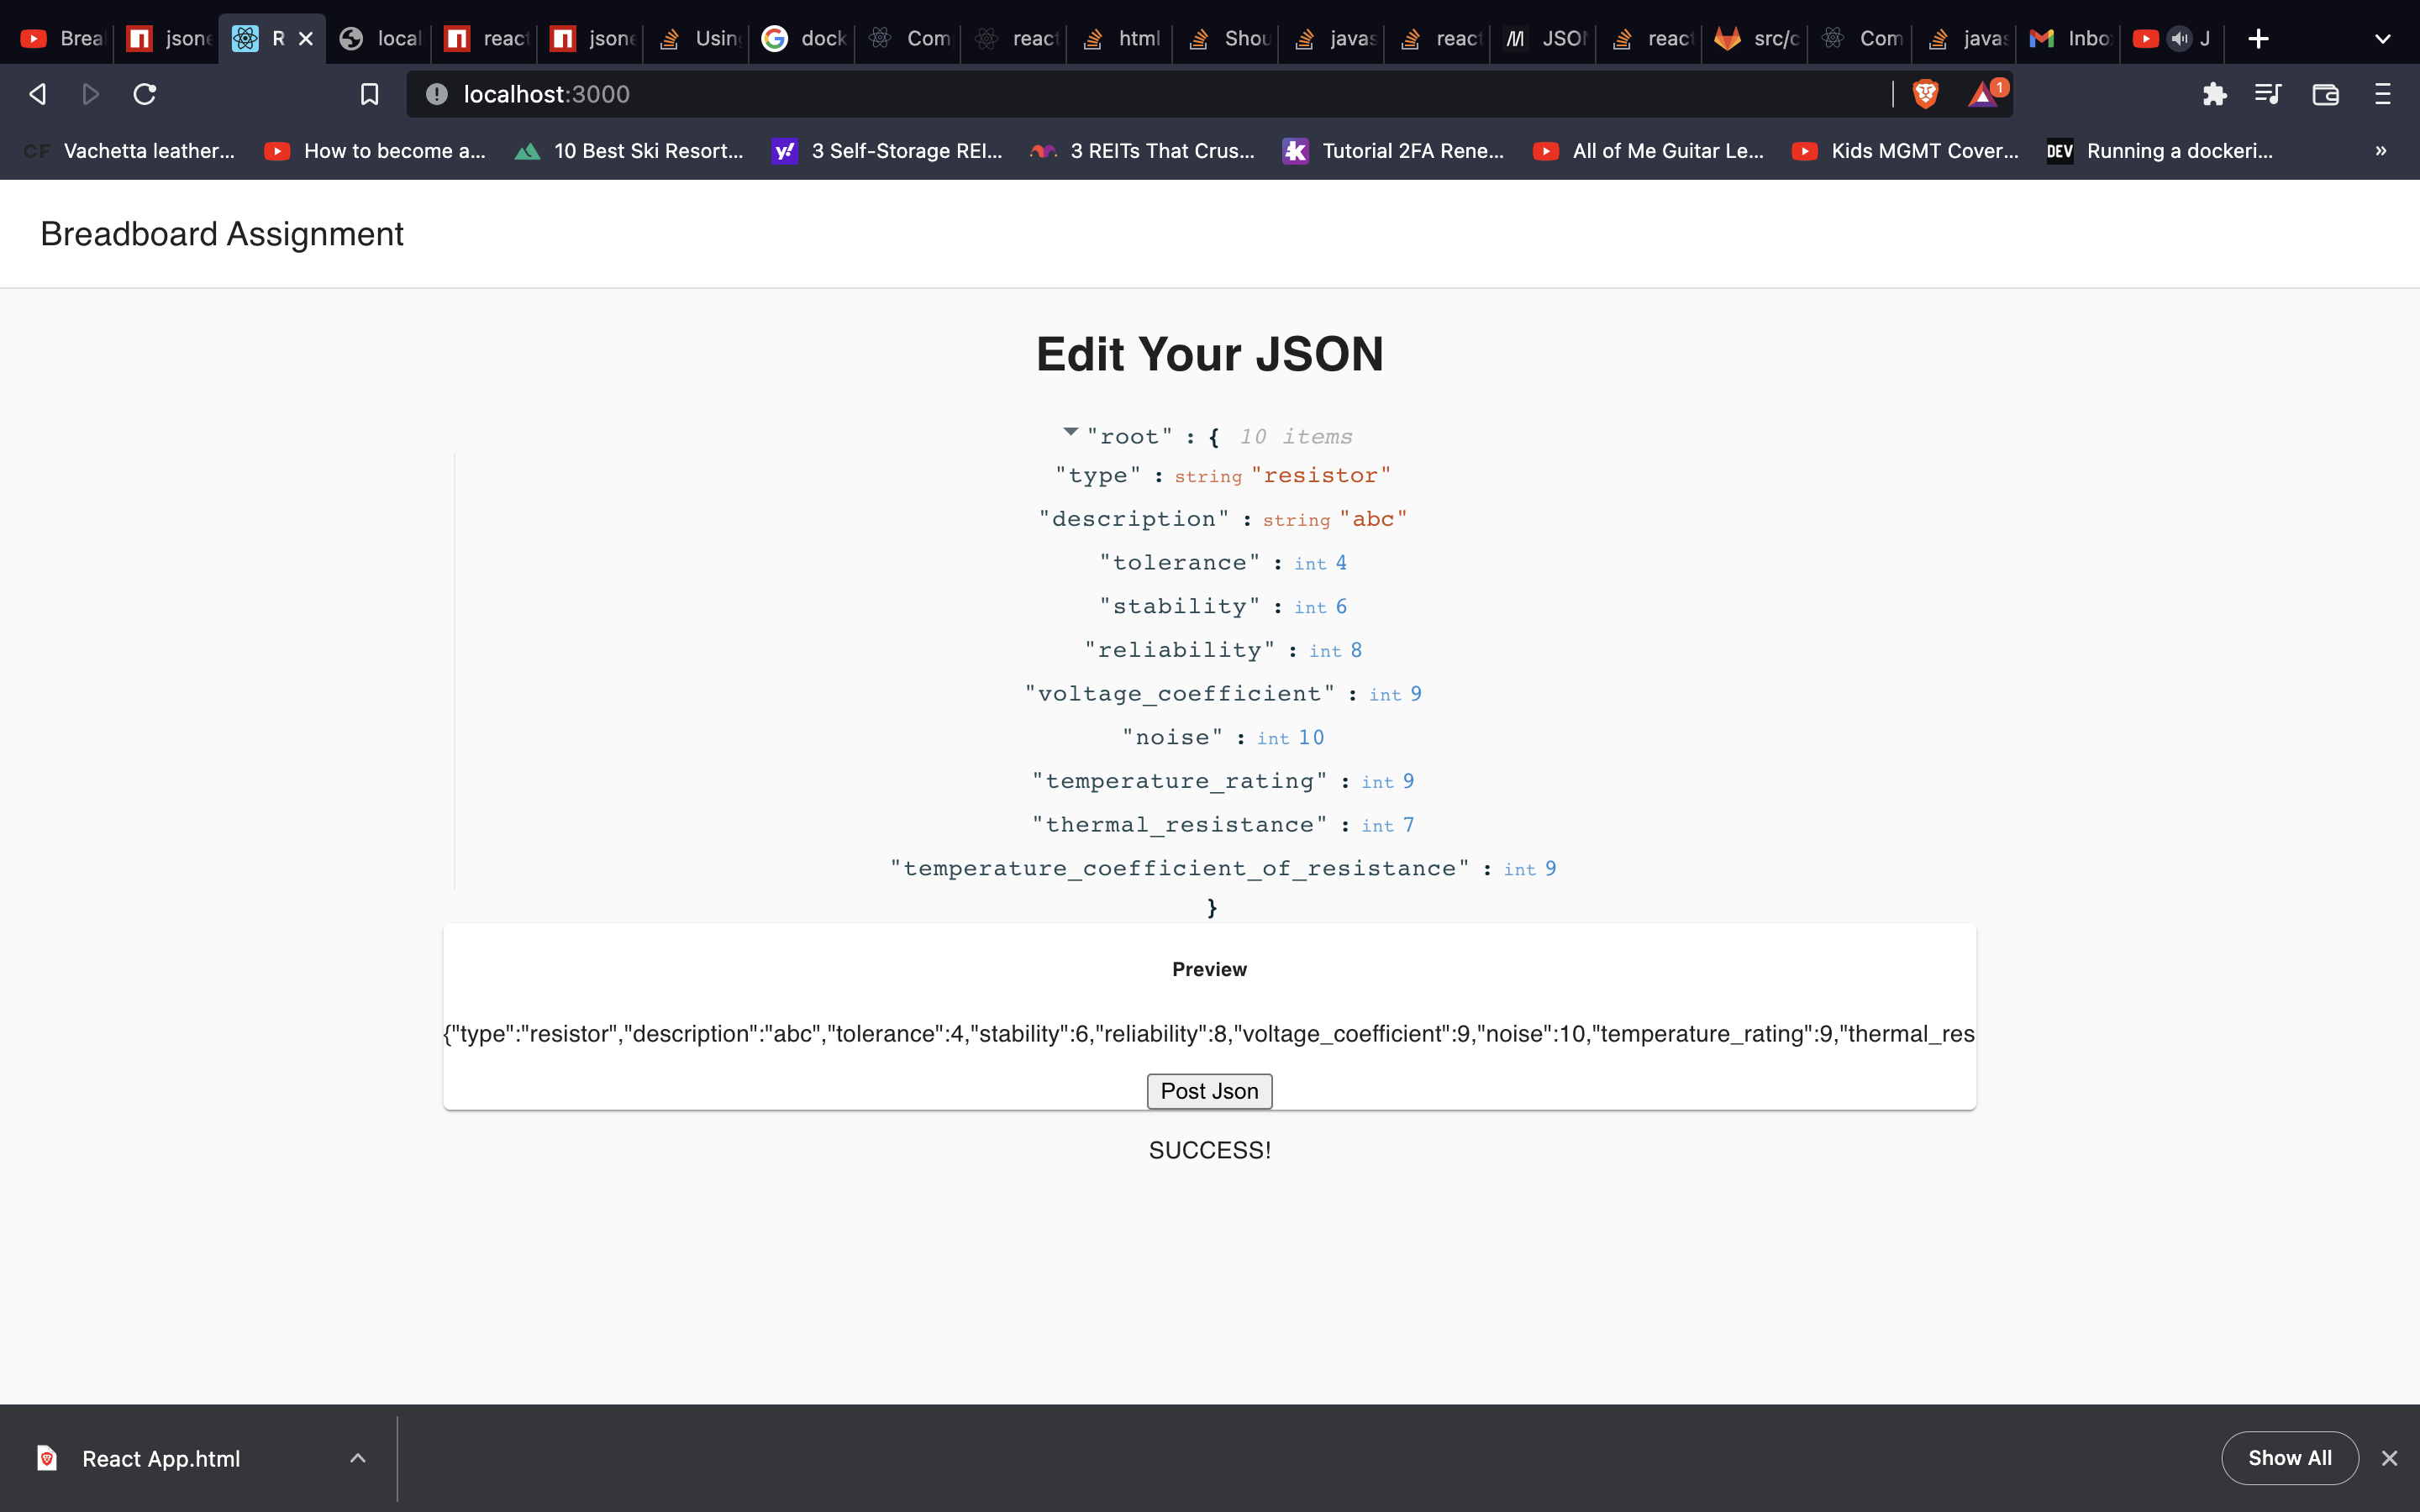 Brea jsone R local react jsone Using dock Com react html Shou javas react JSON react src/c Com javas Inbo J
localhost:3000 1
CF Vachetta leather... How to become a... 10 Best Ski Resort... y! 3 Self-Storage REI... 3 REITs That Crus... Tutorial 2FA Rene... All of Me Guitar Le... Kids MGMT Cover... DEV Running a dockeri... »
Breadboard Assignment
Edit Your JSON
"root" : { 10 items
"type" : string "resistor"
"description" : string "abc"
"tolerance" : int 4
"stability" : int 6
"reliability" : int 8
"voltage_coefficient" : int 9
"noise" : int 10
"temperature_rating" : int 9
"thermal_resistance" : int 7
"temperature_coefficient_of_resistance" : int 9
}
Preview
{"type":"resistor","description":"abc","tolerance":4,"stability":6,"reliability":8,"voltage_coefficient":9,"noise":10,"temperature_rating":9,"thermal_res
Post Json
SUCCESS!
React App.html Show All